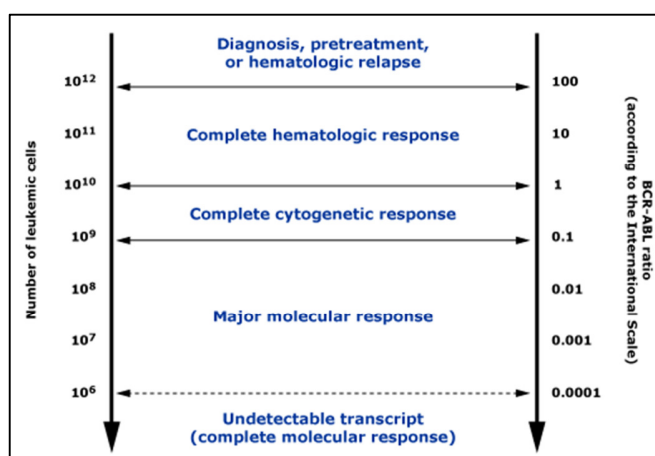 Diagnosis, pretreatment,
or hematologic relapse
10¹² 100
10¹¹ Complete hematologic response 10
10¹⁰ 1
Complete cytogenetic response
10⁹ 0.1
10⁸ 0.01
Major molecular response
10⁷ 0.001
10⁶ 0.0001
Undetectable transcript
(complete molecular response)
Number of leukemic cells
BCR-ABL ratio
(according to the International Scale)